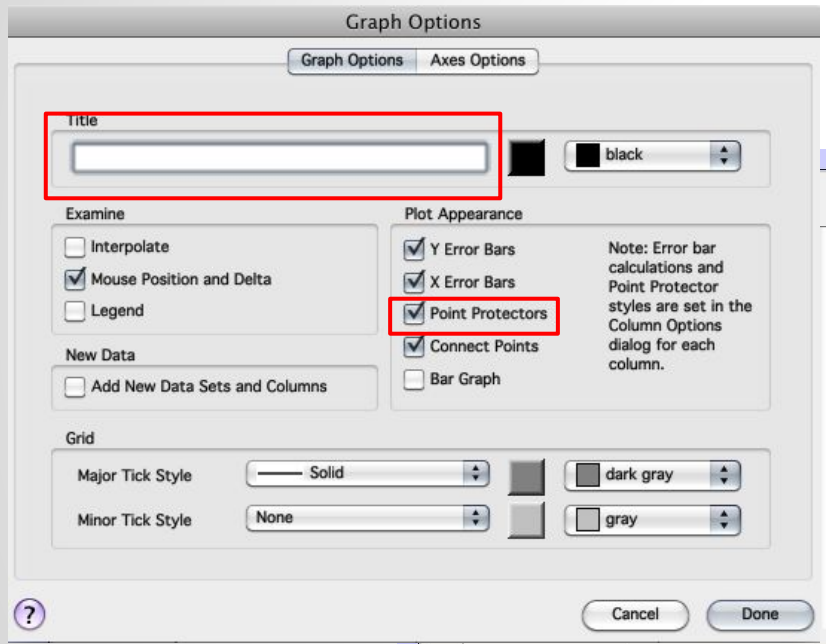 Graph Options
Graph Options Axes Options
Title
black
Examine
Interpolate
Mouse Position and Delta
Legend
New Data
Add New Data Sets and Columns
Plot Appearance
Y Error Bars
X Error Bars
Point Protectors
Connect Points
Bar Graph
Note: Error bar
calculations and
Point Protector
styles are set in the
Column Options
dialog for each
column.
Grid
Major Tick Style Solid dark gray
Minor Tick Style None gray
? Cancel Done